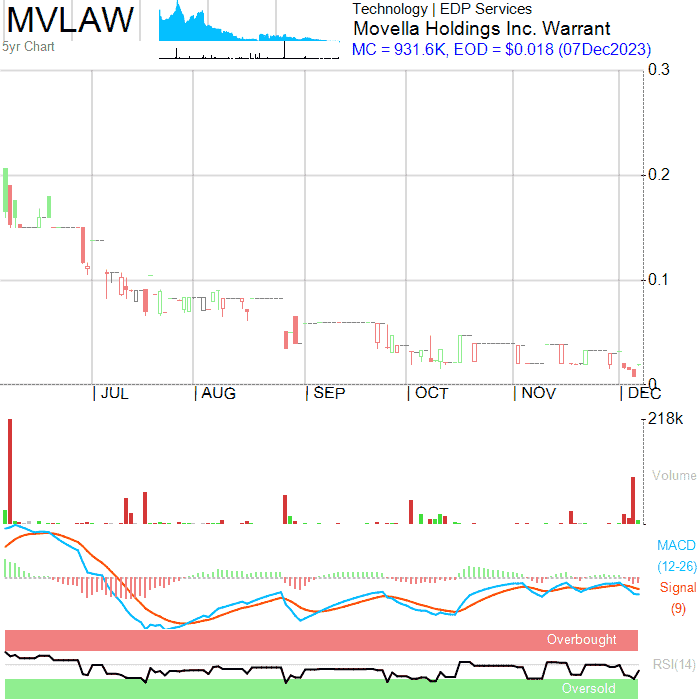 MVLAW
5yr Chart
Technology | EDP Services
Movella Holdings Inc. Warrant
MC = 931.6K, EOD = $0.018 (07Dec2023)
0.3
0.2
0.1
0
| JUL | AUG | SEP | OCT | NOV | DEC
218k
Volume
MACD
(12-26)
Signal
(9)
Overbought
RSI(14)
Oversold